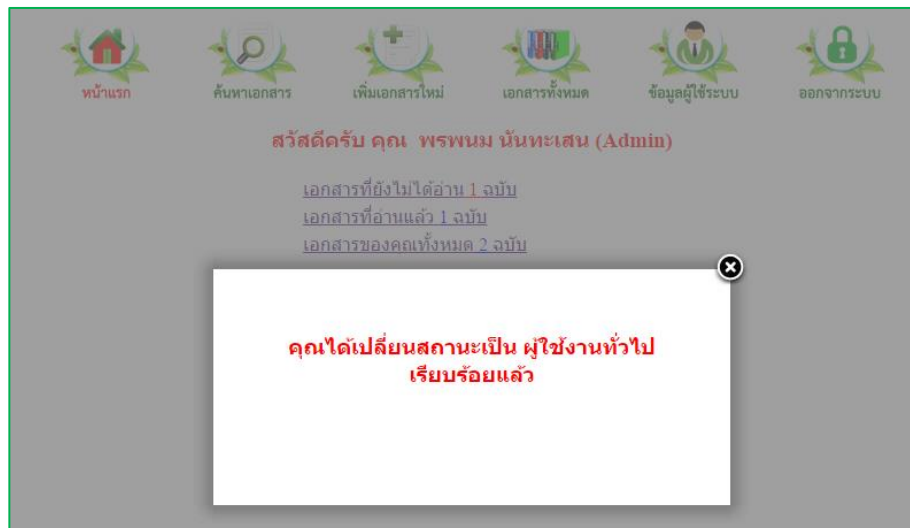 หน้าแรก ค้นหาเอกสาร เพิ่มเอกสารใหม่ เอกสารทั้งหมด ข้อมูลผู้ใช้ระบบ ออกจากระบบ
สวัสดีครับ คุณ พรพนม นันทะเสน (Admin)
เอกสารที่ยังไม่ได้อ่าน 1 ฉบับ
เอกสารที่อ่านแล้ว 1 ฉบับ
เอกสารของคุณทั้งหมด 2 ฉบับ
คุณได้เปลี่ยนสถานะเป็น ผู้ใช้งานทั่วไป
เรียบร้อยแล้ว